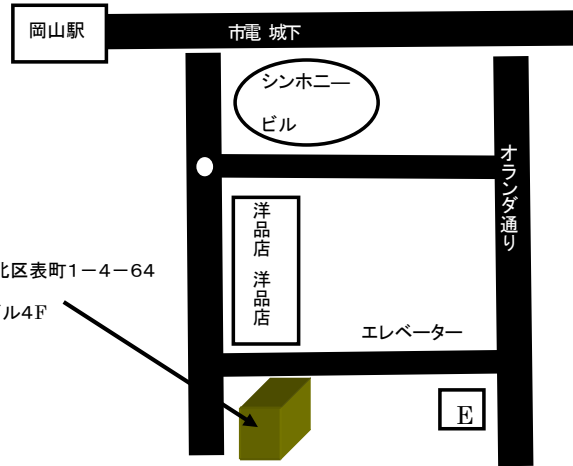 岡山駅
市電 城下
シンホニ―
ビル
オランダ通り
洋品店 洋品店
北区表町1－4－64
ル4F
エレベーター
E